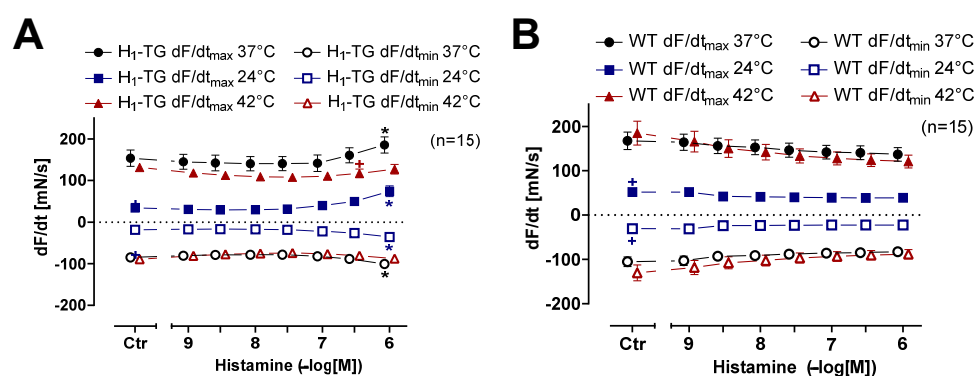 A
H₁-TG dF/dtmax 37°C H₁-TG dF/dtmin 37°C
H₁-TG dF/dtmax 24°C H₁-TG dF/dtmin 24°C
H₁-TG dF/dtmax 42°C H₁-TG dF/dtmin 42°C
(n=15)
dF/dt [mN/s]
200
100
0
-100
-200
*
+
*
+
+
*
*
Ctr 9 8 7 6
Histamine (–log[M])
B
WT dF/dtmax 37°C WT dF/dtmin 37°C
WT dF/dtmax 24°C WT dF/dtmin 24°C
WT dF/dtmax 42°C WT dF/dtmin 42°C
(n=15)
dF/dt [mN/s]
200
100
0
-100
-200
+
+
Ctr 9 8 7 6
Histamine (–log[M])